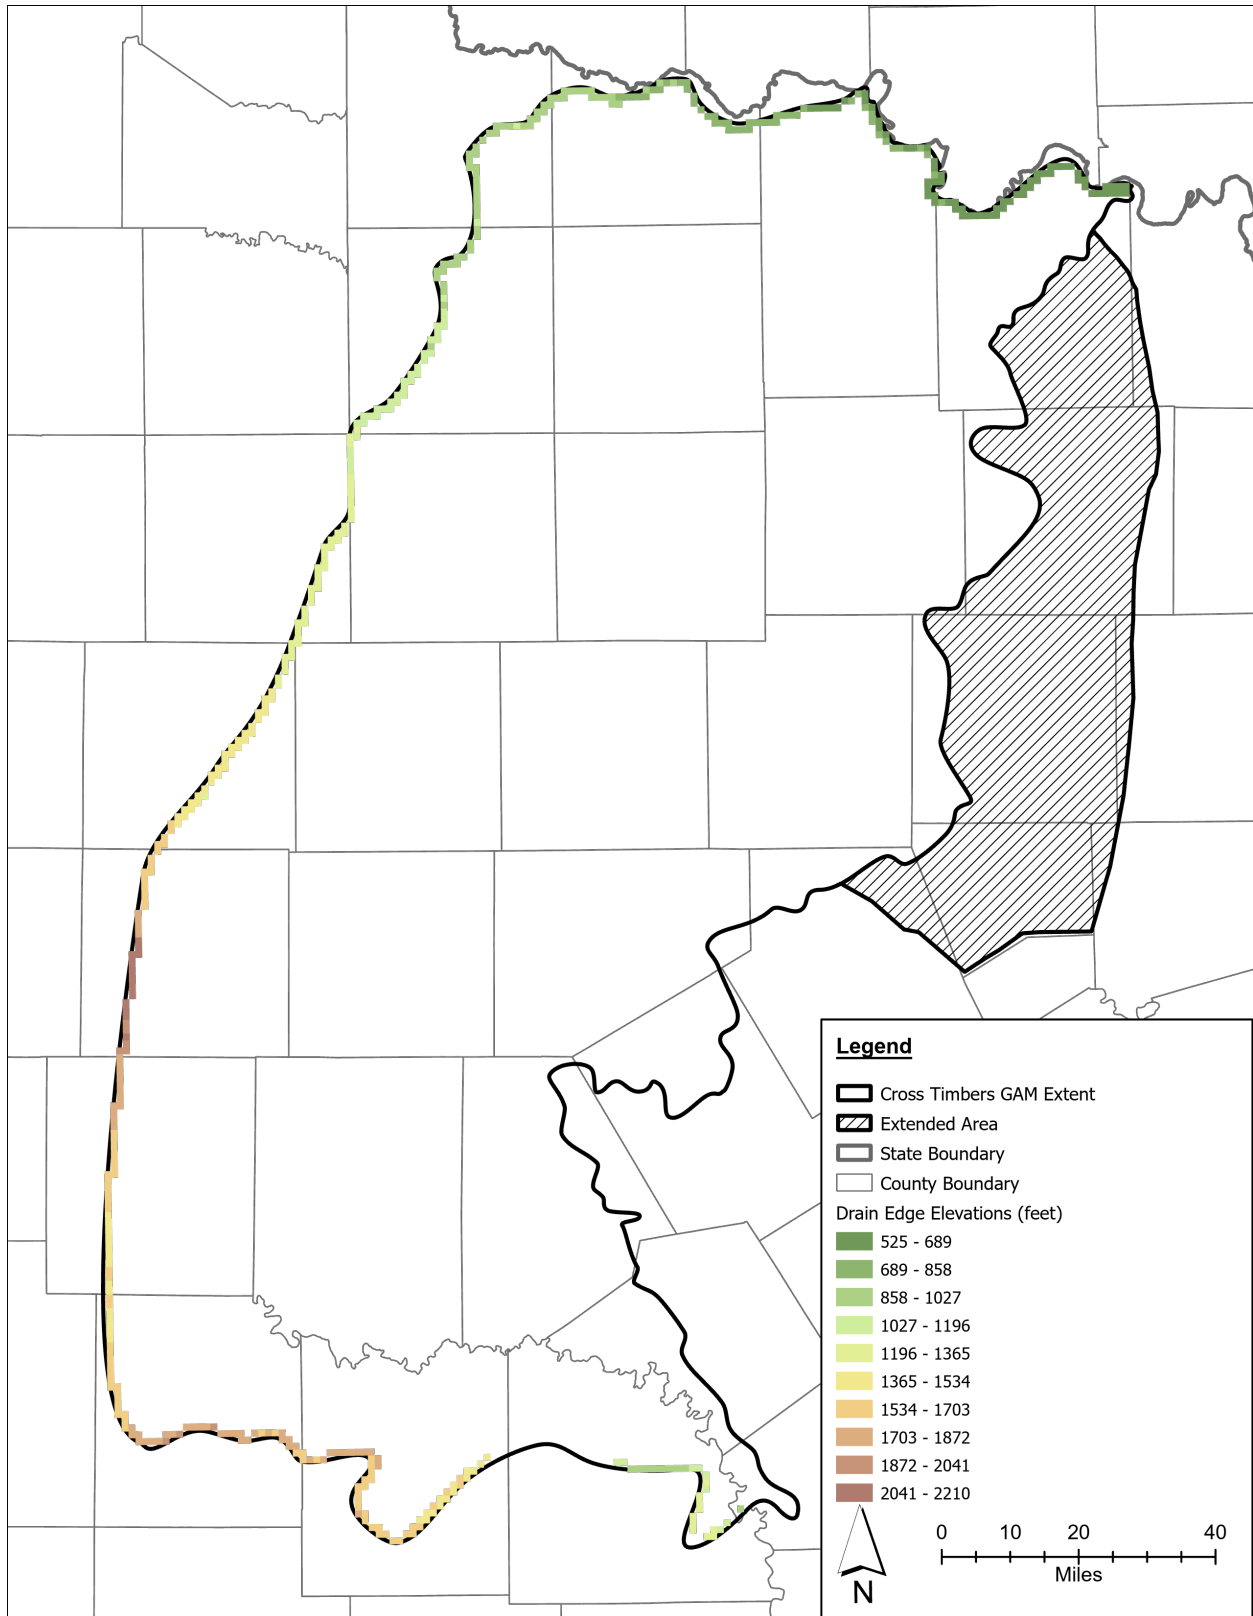 Legend
Cross Timbers GAM Extent
Extended Area
State Boundary
County Boundary
Drain Edge Elevations (feet)
525 - 689
689 - 858
858 - 1027
1027 - 1196
1196 - 1365
1365 - 1534
1534 - 1703
1703 - 1872
1872 - 2041
2041 - 2210
0 10 20 40
Miles
N